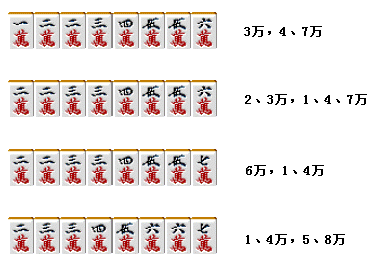 一萬 二萬 二萬 三萬 四萬 伍萬 伍萬 六萬 3万，4、7万
二萬 二萬 三萬 三萬 四萬 伍萬 伍萬 六萬 2、3万，1、4、7万
二萬 二萬 三萬 三萬 四萬 伍萬 伍萬 七萬 6万，1、4万
二萬 三萬 三萬 四萬 伍萬 六萬 六萬 七萬 1、4万，5、8万